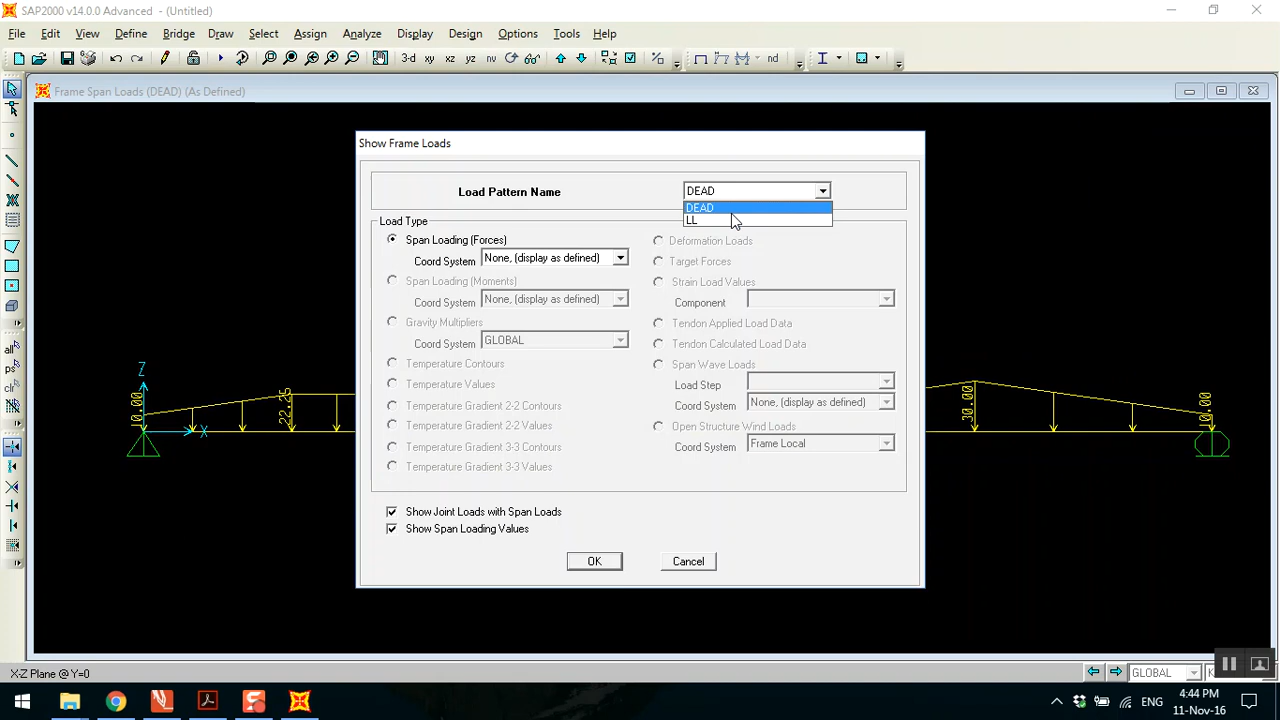 SAP2000 v14.0.0 Advanced - (Untitled)
File Edit View Define Bridge Draw Select Assign Analyze Display Design Options Tools Help
3-d xy xz yz nv nd
Frame Span Loads (DEAD) (As Defined)
Show Frame Loads
Load Pattern Name DEAD
DEAD
LL
Load Type
Span Loading (Forces)
Coord System None, (display as defined)
Span Loading (Moments)
Coord System None, (display as defined)
Gravity Multipliers
Coord System GLOBAL
Temperature Contours
Temperature Values
Temperature Gradient 2-2 Contours
Temperature Gradient 2-2 Values
Temperature Gradient 3-3 Contours
Temperature Gradient 3-3 Values
Deformation Loads
Target Forces
Strain Load Values
Component
Tendon Applied Load Data
Tendon Calculated Load Data
Span Wave Loads
Load Step
Coord System None, (display as defined)
Open Structure Wind Loads
Coord System Frame Local
Show Joint Loads with Span Loads
Show Span Loading Values
OK Cancel
all
ps
clr
Z
X
10.00
22.25
30.00
10.00
X-Z Plane @ Y=0
GLOBAL
ENG
4:44 PM
11-Nov-16